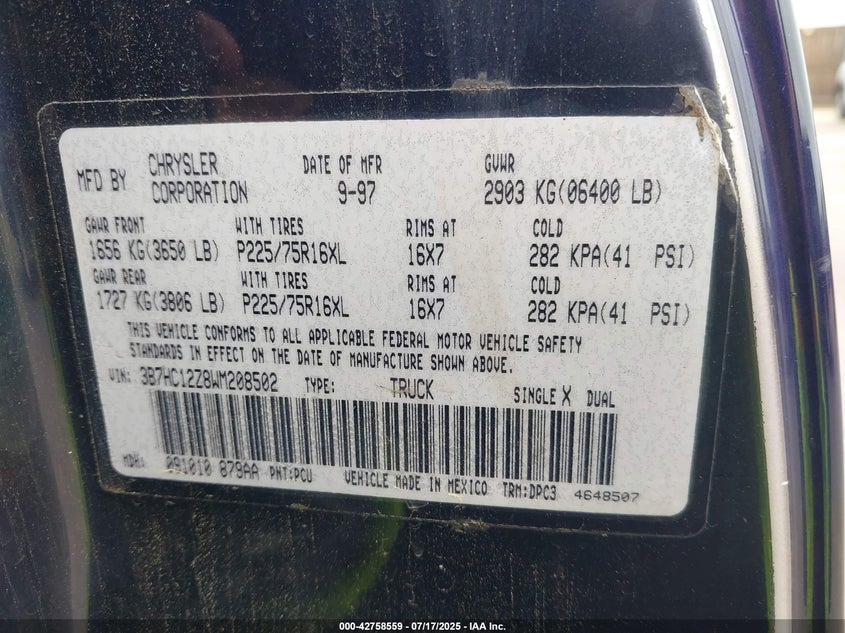 MFD BY CHRYSLER CORPORATION DATE OF MFR 9-97 GVWR 2903 KG(06400 LB)
GAWR FRONT WITH TIRES RIMS AT COLD
1656 KG(3650 LB) P225/75R16XL 16X7 282 KPA(41 PSI)
GAWR REAR WITH TIRES RIMS AT COLD
1727 KG(3806 LB) P225/75R16XL 16X7 282 KPA(41 PSI)
THIS VEHICLE CONFORMS TO ALL APPLICABLE FEDERAL MOTOR VEHICLE SAFETY
STANDARDS IN EFFECT ON THE DATE OF MANUFACTURE SHOWN ABOVE.
VIN: 3B7HC12Z8WM208502 TYPE: TRUCK SINGLE X DUAL
MDH: 091010 879AA PNT:PCU VEHICLE MADE IN MEXICO TRM:DPC3 4648507
000-42758559 | 07/17/2025 - IAA Inc.